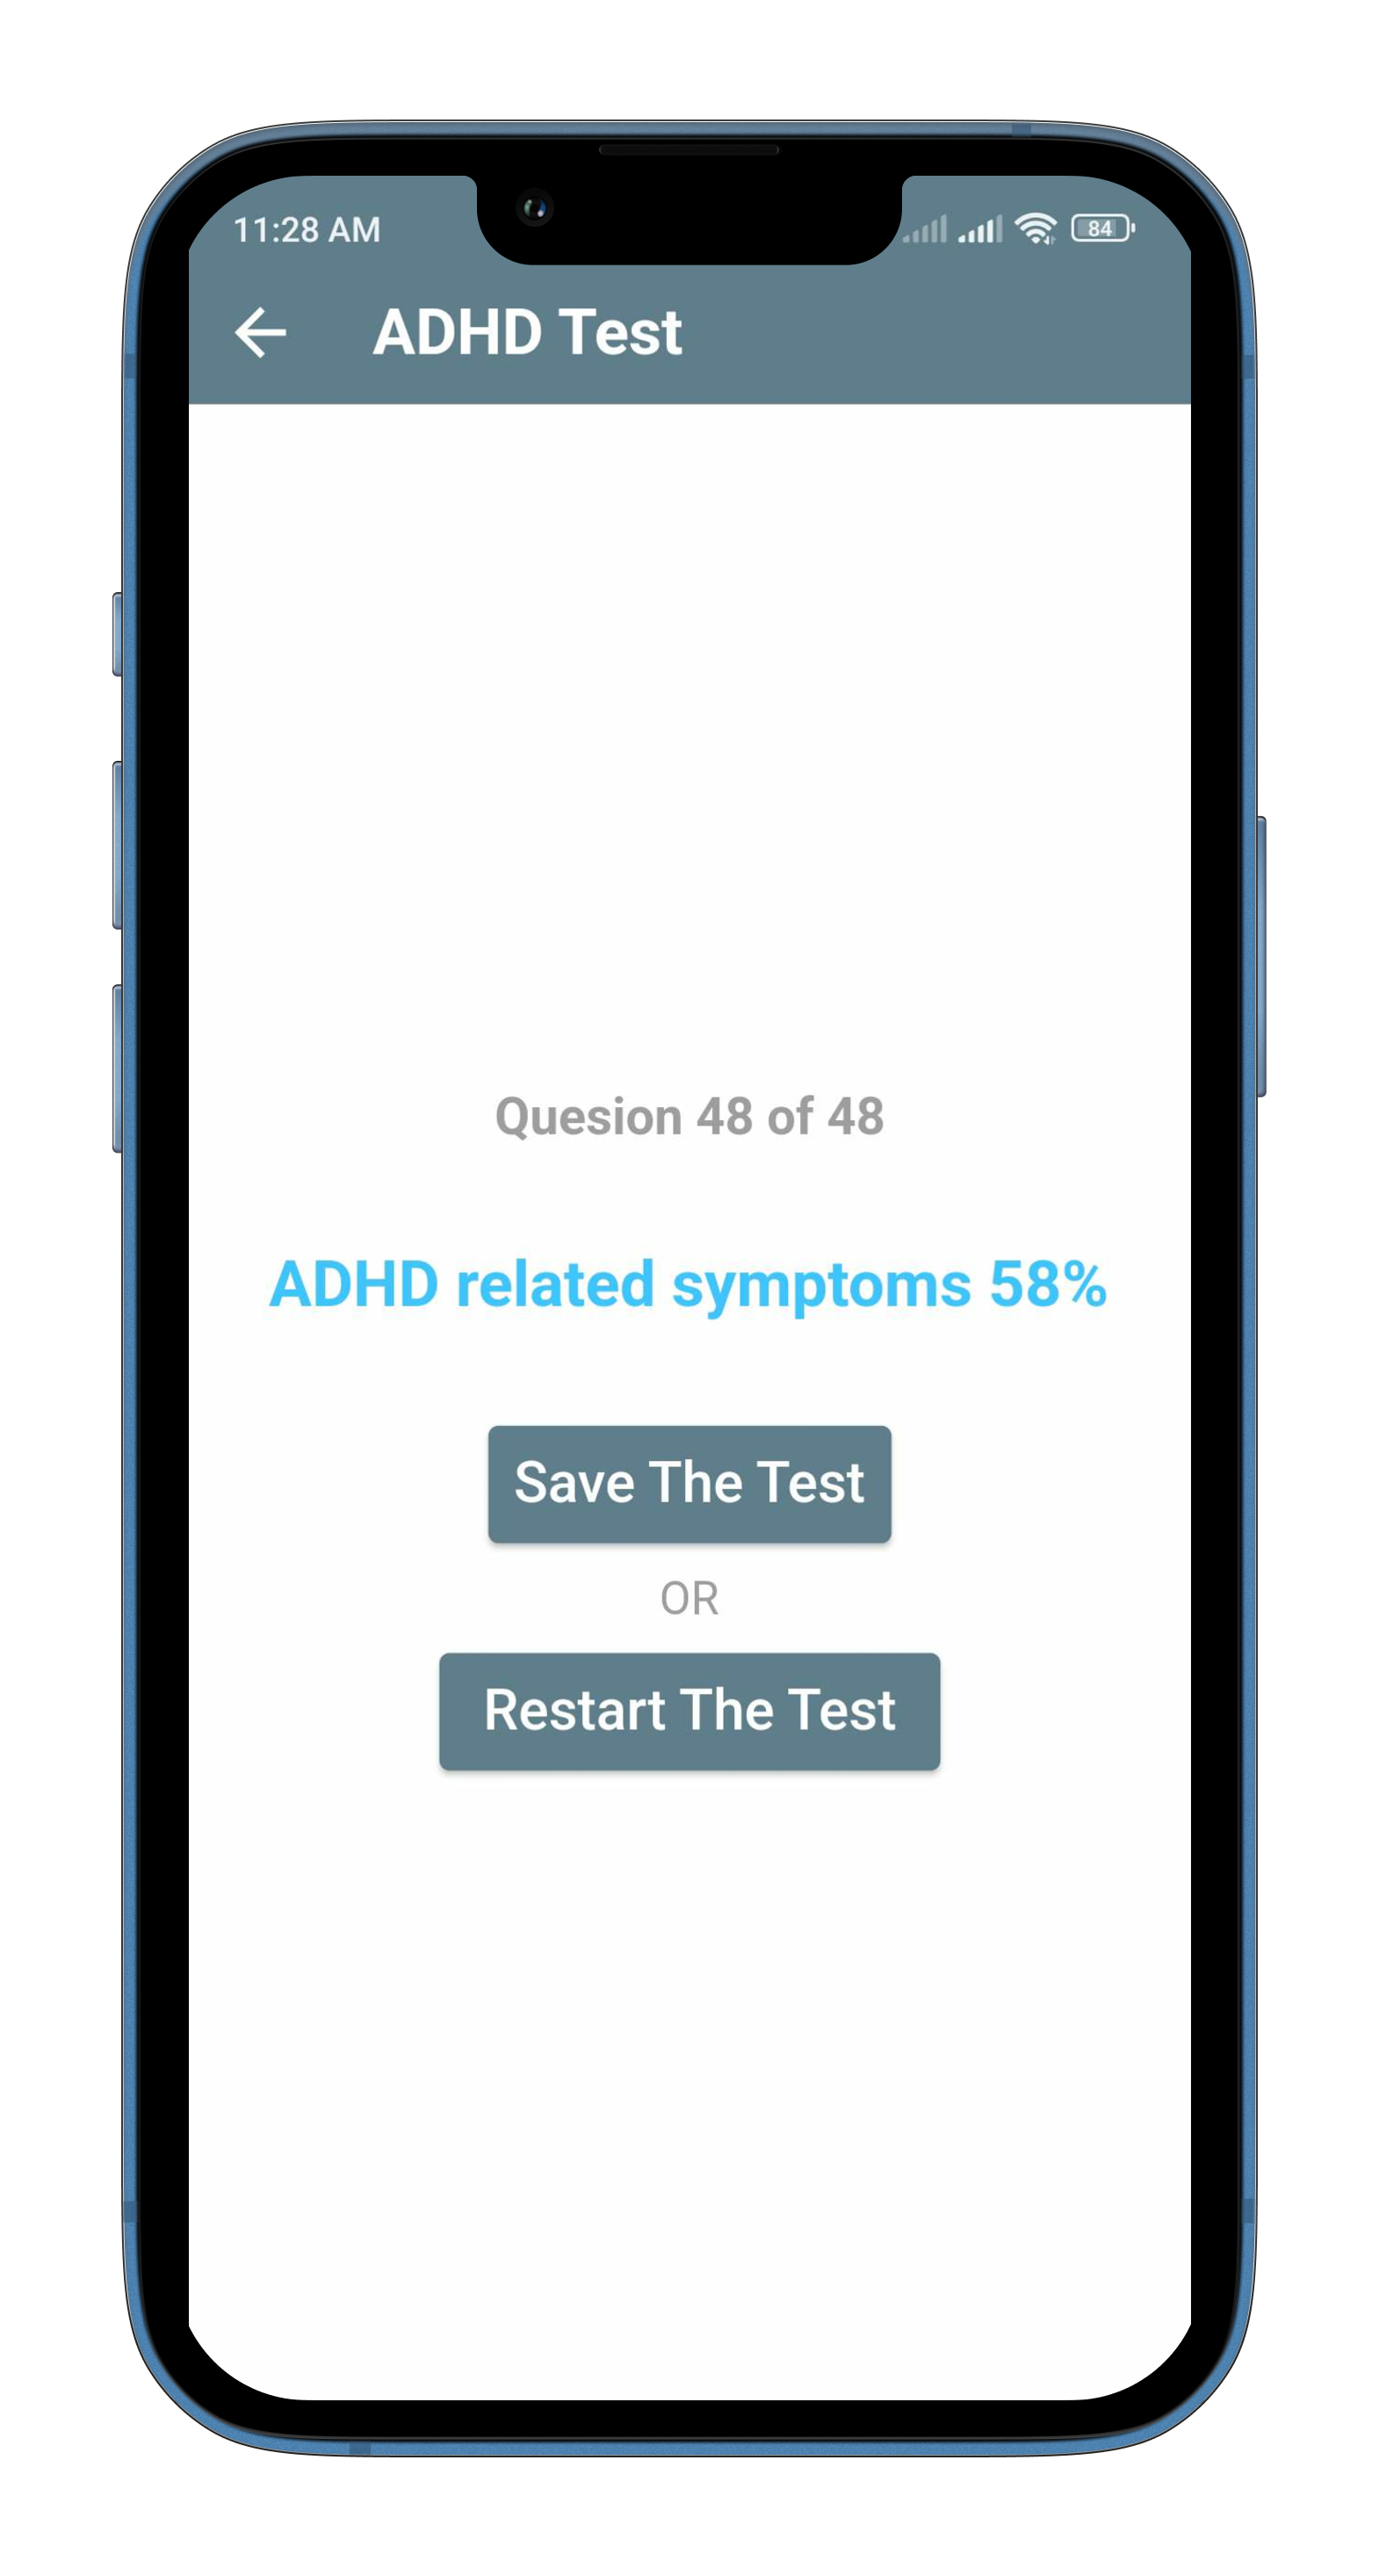 11:28 AM 84
ADHD Test
Quesion 48 of 48
ADHD related symptoms 58%
Save The Test
OR
Restart The Test